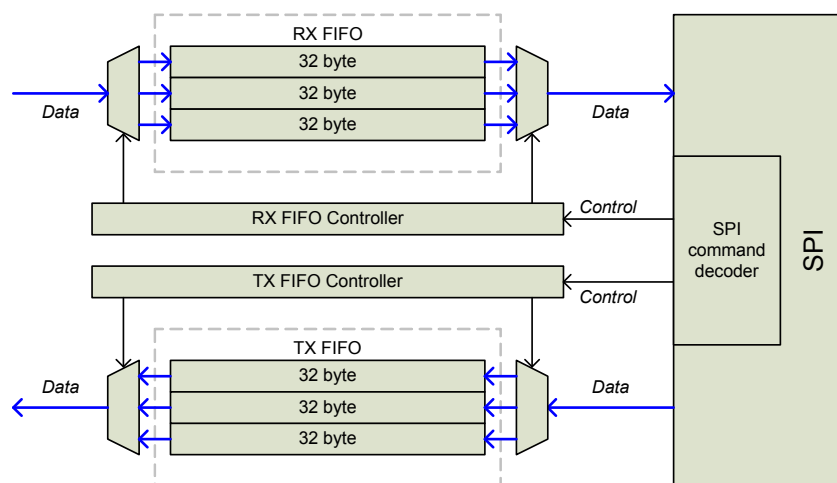 RX FIFO
32 byte
32 byte
32 byte
Data
Data
RX FIFO Controller
Control
SPI
command
decoder
SPI
TX FIFO Controller
Control
TX FIFO
32 byte
32 byte
32 byte
Data
Data